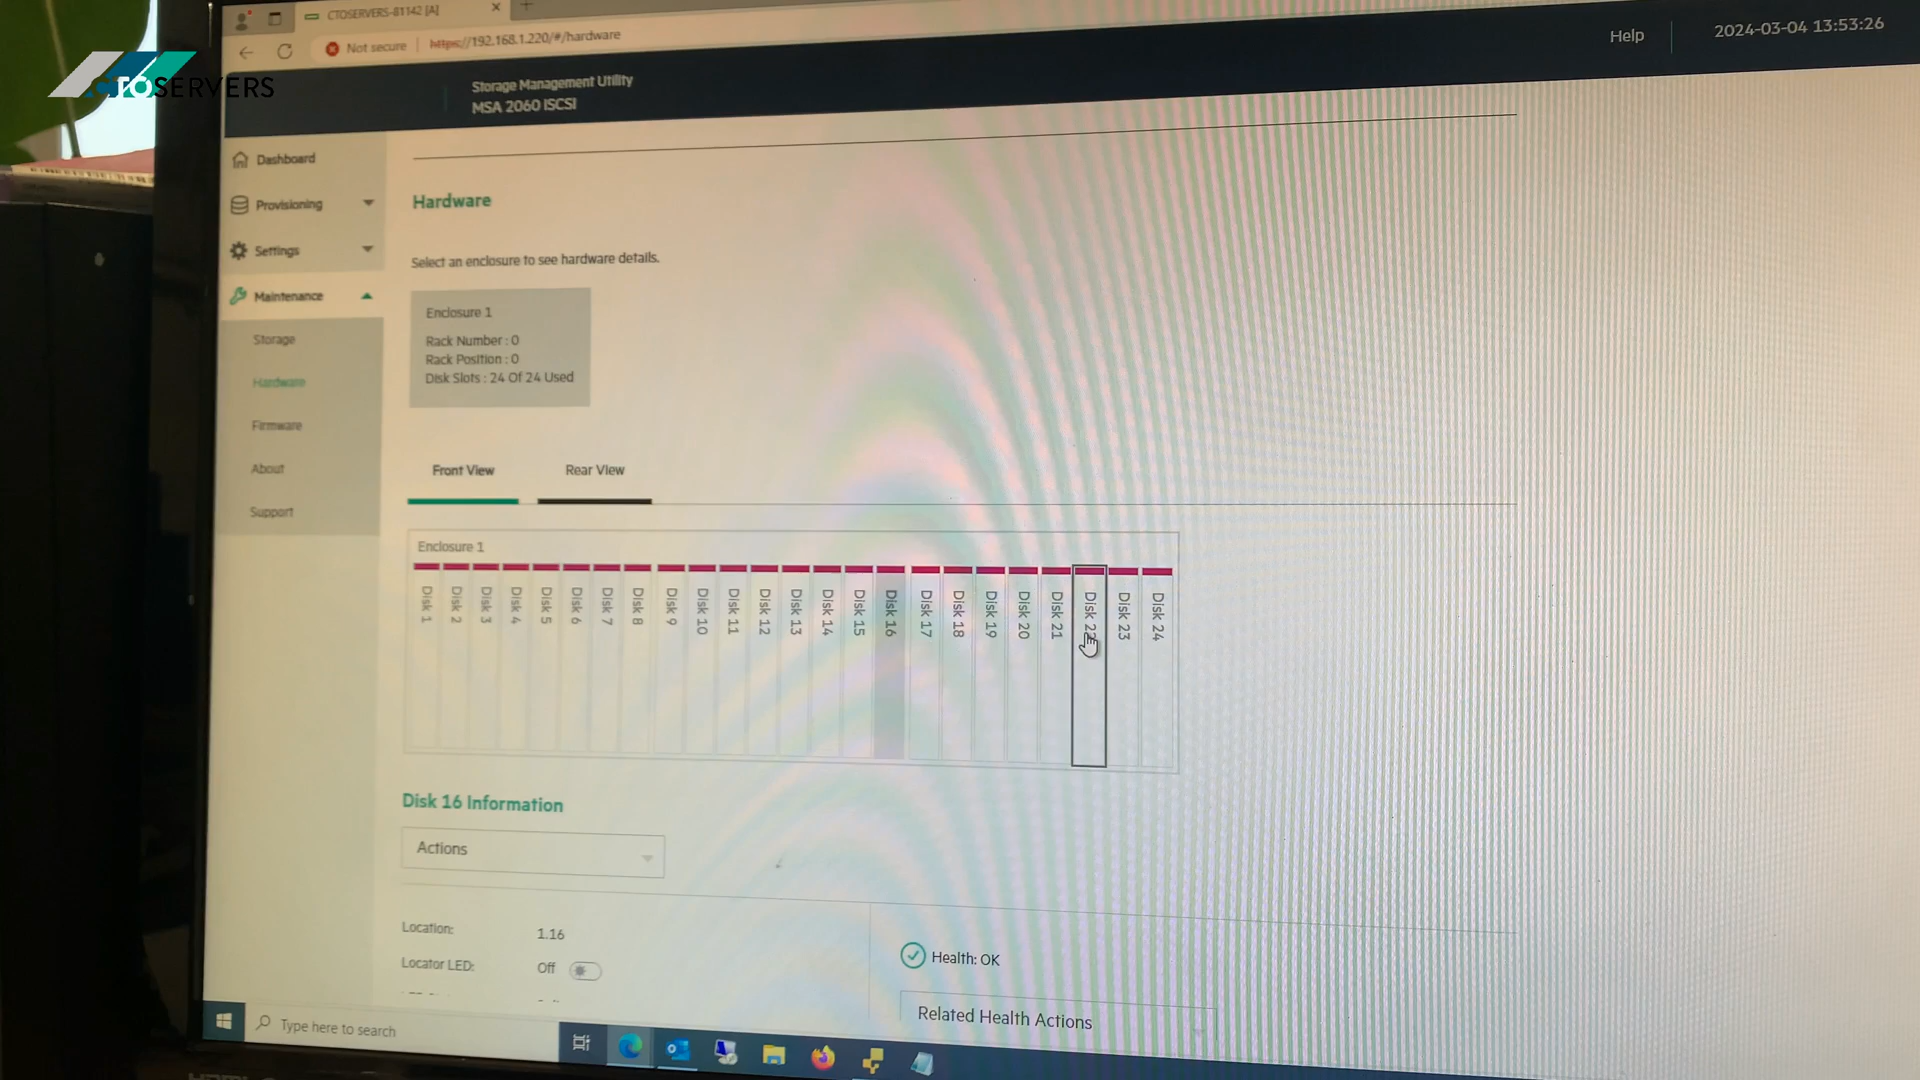 CTOSERVERS-81142 [A]
Not secure
https://192.168.1.220/#/hardware
Help
2024-03-04 13:53:26
CTOSERVERS
Storage Management Utility
MSA 2060 iSCSI
Dashboard
Provisioning
Settings
Maintenance
Storage
Hardware
Firmware
About
Support
Hardware
Select an enclosure to see hardware details.
Enclosure 1
Rack Number : 0
Rack Position : 0
Disk Slots : 24 Of 24 Used
Front View
Rear View
Enclosure 1
Disk 1
Disk 2
Disk 3
Disk 4
Disk 5
Disk 6
Disk 7
Disk 8
Disk 9
Disk 10
Disk 11
Disk 12
Disk 13
Disk 14
Disk 15
Disk 16
Disk 17
Disk 18
Disk 19
Disk 20
Disk 21
Disk 22
Disk 23
Disk 24
Disk 16 Information
Actions
Location: 1.16
Locator LED: Off
Health: OK
Related Health Actions
Type here to search